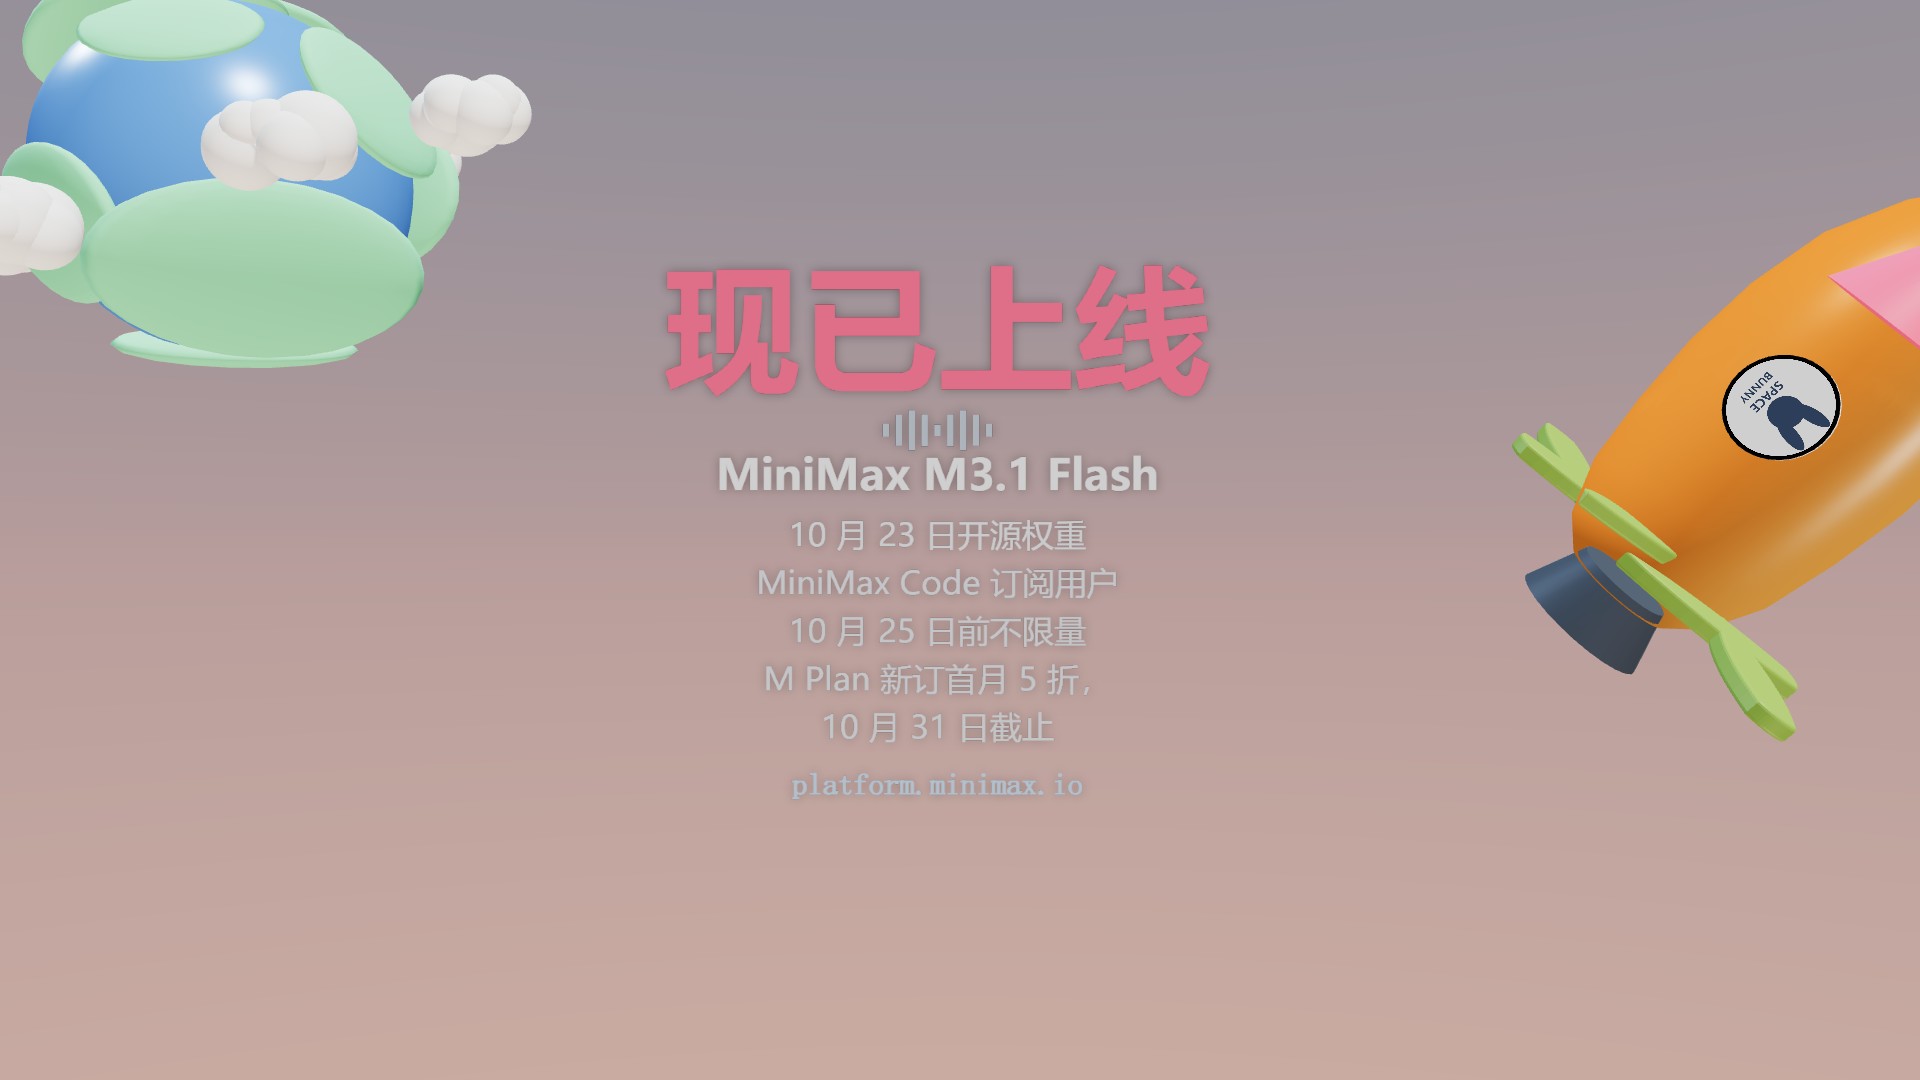 现已上线
MiniMax M3.1 Flash
10 月 23 日开源权重
MiniMax Code 订阅用户
10 月 25 日前不限量
M Plan 新订首月 5 折，
10 月 31 日截止
platform.minimax.io
SPACE
BUNNY